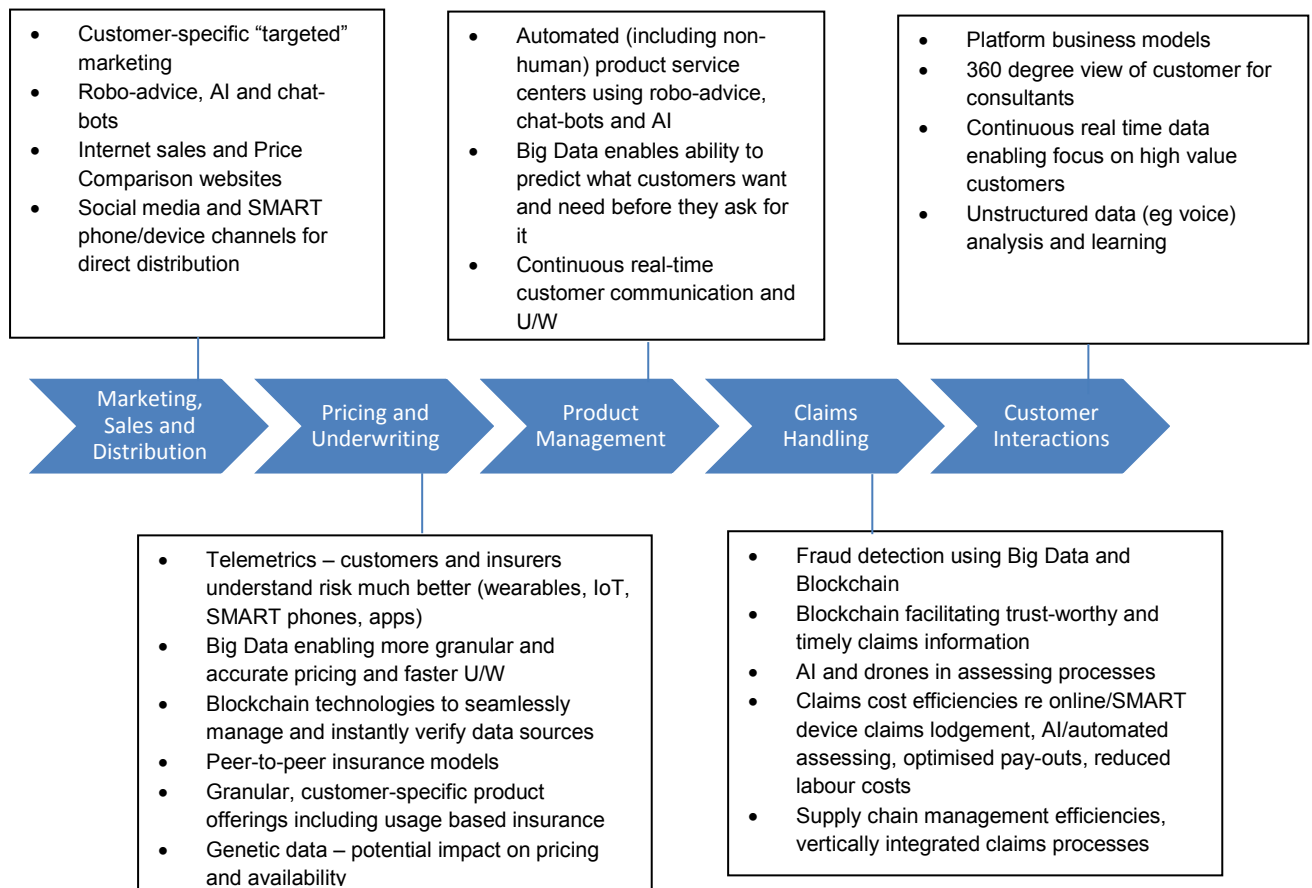 • Customer-specific “targeted”
marketing
• Robo-advice, AI and chat-
bots
• Internet sales and Price
Comparison websites
• Social media and SMART
phone/device channels for
direct distribution
• Automated (including non-
human) product service
centers using robo-advice,
chat-bots and AI
• Big Data enables ability to
predict what customers want
and need before they ask for
it
• Continuous real-time
customer communication and
U/W
• Platform business models
• 360 degree view of customer for
consultants
• Continuous real time data
enabling focus on high value
customers
• Unstructured data (eg voice)
analysis and learning
Marketing,
Sales and
Distribution
Pricing and
Underwriting
Product
Management
Claims
Handling
Customer
Interactions
• Telemetrics – customers and insurers
understand risk much better (wearables, IoT,
SMART phones, apps)
• Big Data enabling more granular and
accurate pricing and faster U/W
• Blockchain technologies to seamlessly
manage and instantly verify data sources
• Peer-to-peer insurance models
• Granular, customer-specific product
offerings including usage based insurance
• Genetic data – potential impact on pricing
and availability
• Fraud detection using Big Data and
Blockchain
• Blockchain facilitating trust-worthy and
timely claims information
• AI and drones in assessing processes
• Claims cost efficiencies re online/SMART
device claims lodgement, AI/automated
assessing, optimised pay-outs, reduced
labour costs
• Supply chain management efficiencies,
vertically integrated claims processes